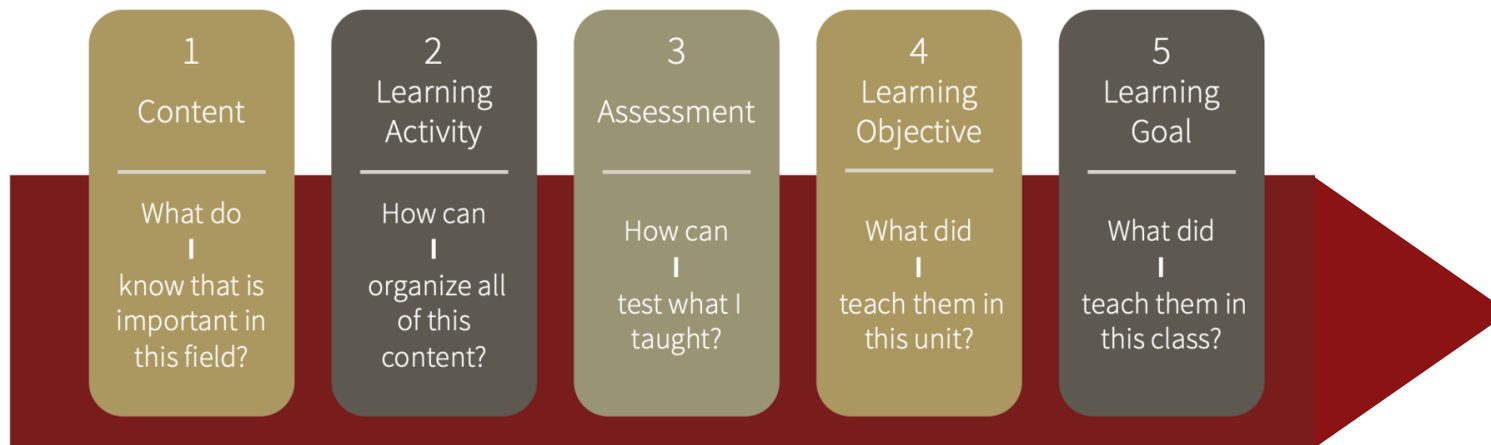 1
Content
What do
I
know that is
important in
this field?
2
Learning
Activity
How can
I
organize all
of this
content?
3
Assessment
How can
I
test what I
taught?
4
Learning
Objective
What did
I
teach them in
this unit?
5
Learning
Goal
What did
I
teach them in
this class?